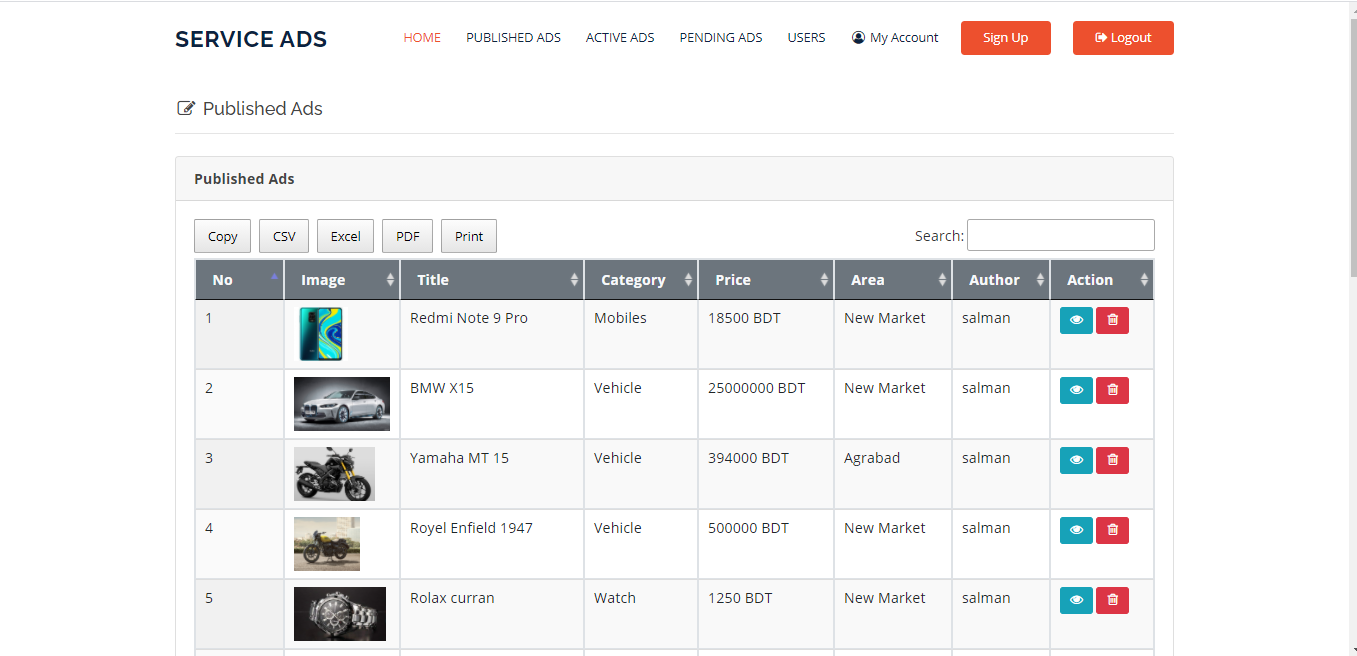 SERVICE ADS HOME PUBLISHED ADS ACTIVE ADS PENDING ADS USERS My Account Sign Up Logout
Published Ads
Published Ads
Copy CSV Excel PDF Print Search:
No Image Title Category Price Area Author Action
1 Redmi Note 9 Pro Mobiles 18500 BDT New Market salman
2 BMW X15 Vehicle 25000000 BDT New Market salman
3 Yamaha MT 15 Vehicle 394000 BDT Agrabad salman
4 Royel Enfield 1947 Vehicle 500000 BDT New Market salman
5 Rolax curran Watch 1250 BDT New Market salman